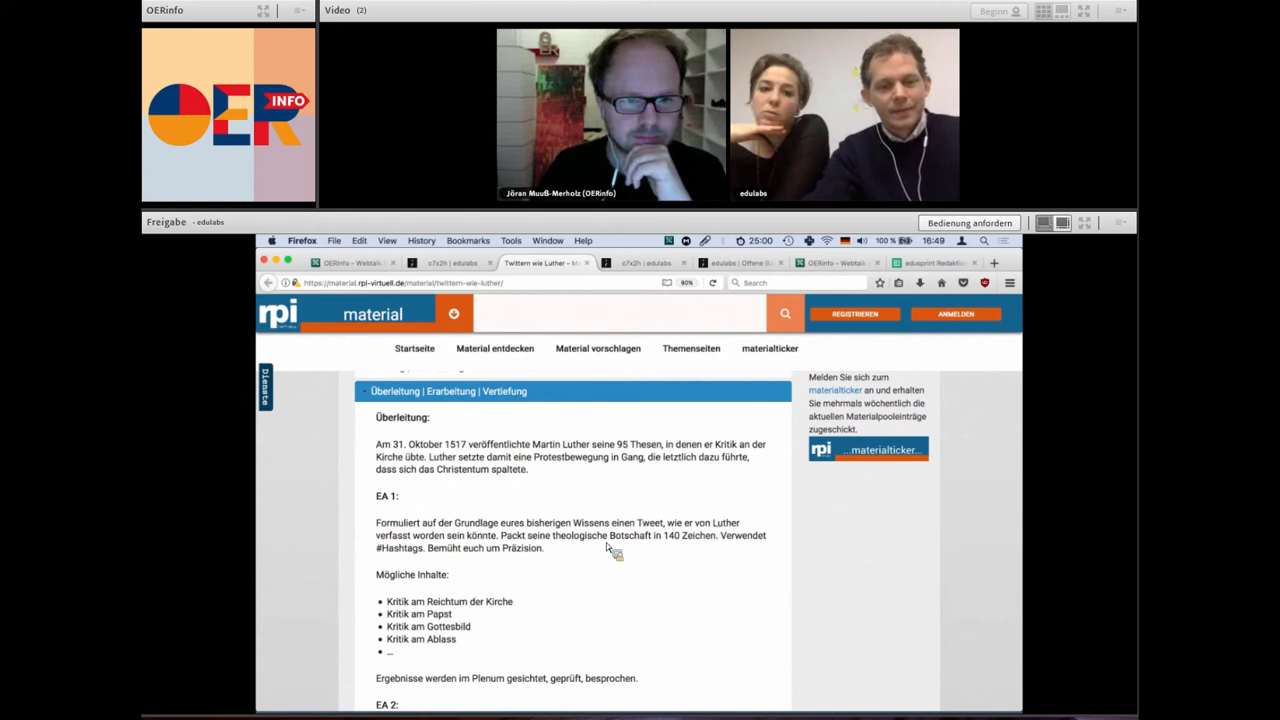 OERinfo
Video (2)
Beginn
OER INFO
Jöran Muuß-Merholz (OERinfo)
edulabs
Freigabe - edulabs
Bedienung anfordern
Firefox File Edit View History Bookmarks Tools Window Help 25:00 100 % 16:49
OERinfo – Webtalk
c7x2h | edulabs
Twittern wie Luther – M
c7x2h | edulabs
edulabs | Offene Bi
OERinfo – Webtalk
edusprint Redaktion
https://material.rpi-virtuell.de/material/twittern-wie-luther/
90%
Search
rpi VIRTUELL material
REGISTRIEREN
ANMELDEN
Startseite
Material entdecken
Material vorschlagen
Themenseiten
materialticker
Dienste
Überleitung | Erarbeitung | Vertiefung
Überleitung:
Am 31. Oktober 1517 veröffentlichte Martin Luther seine 95 Thesen, in denen er Kritik an der
Kirche übte. Luther setzte damit eine Protestbewegung in Gang, die letztlich dazu führte,
dass sich das Christentum spaltete.
EA 1:
Formuliert auf der Grundlage eures bisherigen Wissens einen Tweet, wie er von Luther
verfasst worden sein könnte. Packt seine theologische Botschaft in 140 Zeichen. Verwendet
#Hashtags. Bemüht euch um Präzision.
Mögliche Inhalte:
• Kritik am Reichtum der Kirche
• Kritik am Papst
• Kritik am Gottesbild
• Kritik am Ablass
• ...
Ergebnisse werden im Plenum gesichtet, geprüft, besprochen.
EA 2:
Melden Sie sich zum
materialticker an und erhalten
Sie mehrmals wöchentlich die
aktuellen Materialpooleinträge
zugeschickt.
rpi ...materialticker...